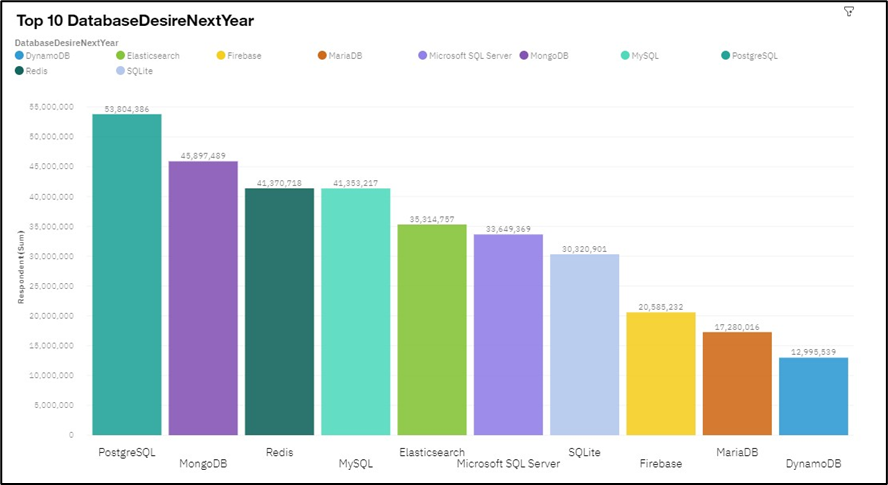 Top 10 DatabaseDesireNextYear
DatabaseDesireNextYear
DynamoDB Elasticsearch Firebase MariaDB Microsoft SQL Server MongoDB MySQL PostgreSQL
Redis SQLite
55,000,000
50,000,000
45,000,000
40,000,000
35,000,000
30,000,000
25,000,000
20,000,000
15,000,000
10,000,000
5,000,000
0
Respondent (Sum)
53,804,386
45,897,489
41,370,718
41,353,217
35,314,757
33,649,369
30,320,901
20,585,232
17,280,016
12,995,539
PostgreSQL
MongoDB
Redis
MySQL
Elasticsearch
Microsoft SQL Server
SQLite
Firebase
MariaDB
DynamoDB